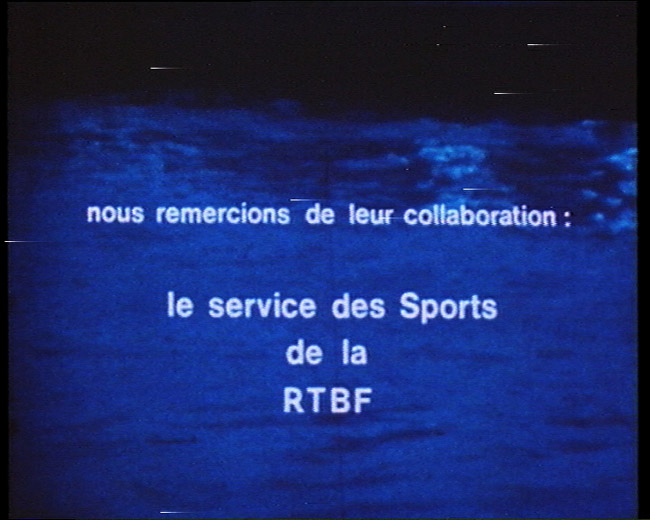 nous remercions de leur collaboration :
le service des Sports
de la
RTBF